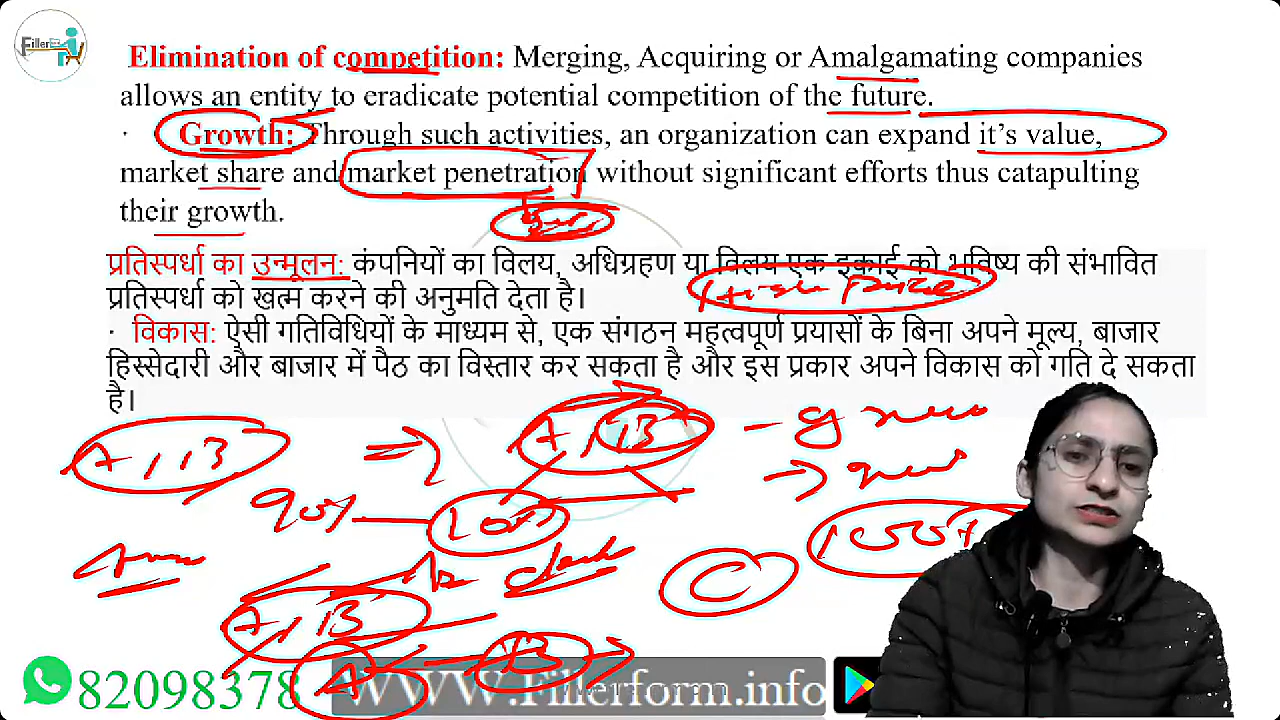 Filler
Elimination of competition: Merging, Acquiring or Amalgamating companies
allows an entity to eradicate potential competition of the future.
· Growth: Through such activities, an organization can expand it's value,
market share and market penetration without significant efforts thus catapulting
their growth.
प्रतिस्पर्धा का उन्मूलन: कंपनियों का विलय, अधिग्रहण या विलय एक इकाई को भविष्य की संभावित
प्रतिस्पर्धा को खत्म करने की अनुमति देता है।
· विकास: ऐसी गतिविधियों के माध्यम से, एक संगठन महत्वपूर्ण प्रयासों के बिना अपने मूल्य, बाजार
हिस्सेदारी और बाजार में पैठ का विस्तार कर सकता है और इस प्रकार अपने विकास को गति दे सकता
है।
A, B
A, B
90%
10%
100%
C
A, B
A
B
82098378
WWW.Fillerform.info